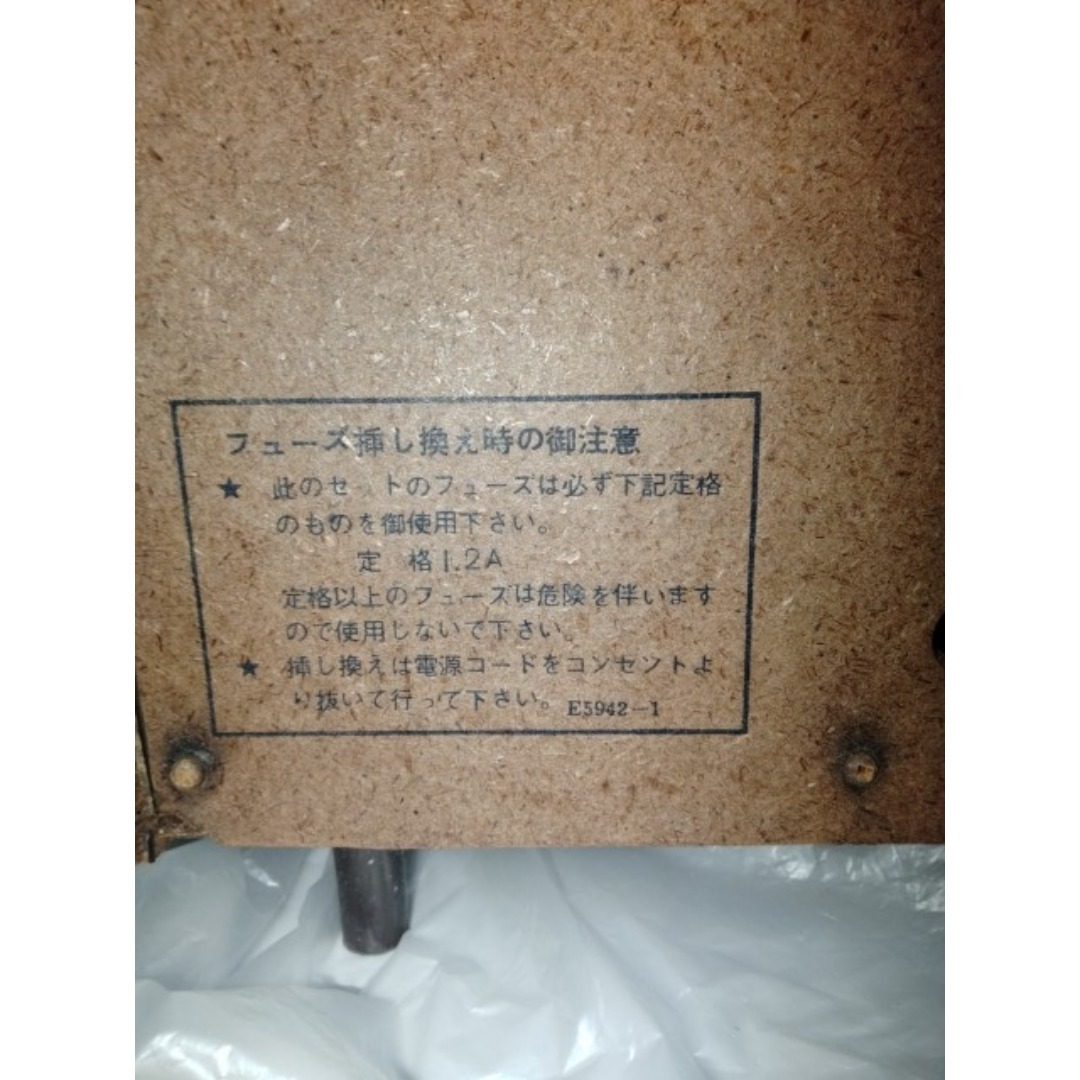 フューズ挿し換え時の御注意
★ 此のセットのフューズは必ず下記定格
のものを御使用下さい。
定 格 1.2A
定格以上のフューズは危険を伴います
ので使用しないで下さい。
★ 挿し換えは電源コードをコンセントよ
り抜いて行って下さい。 E5942-1